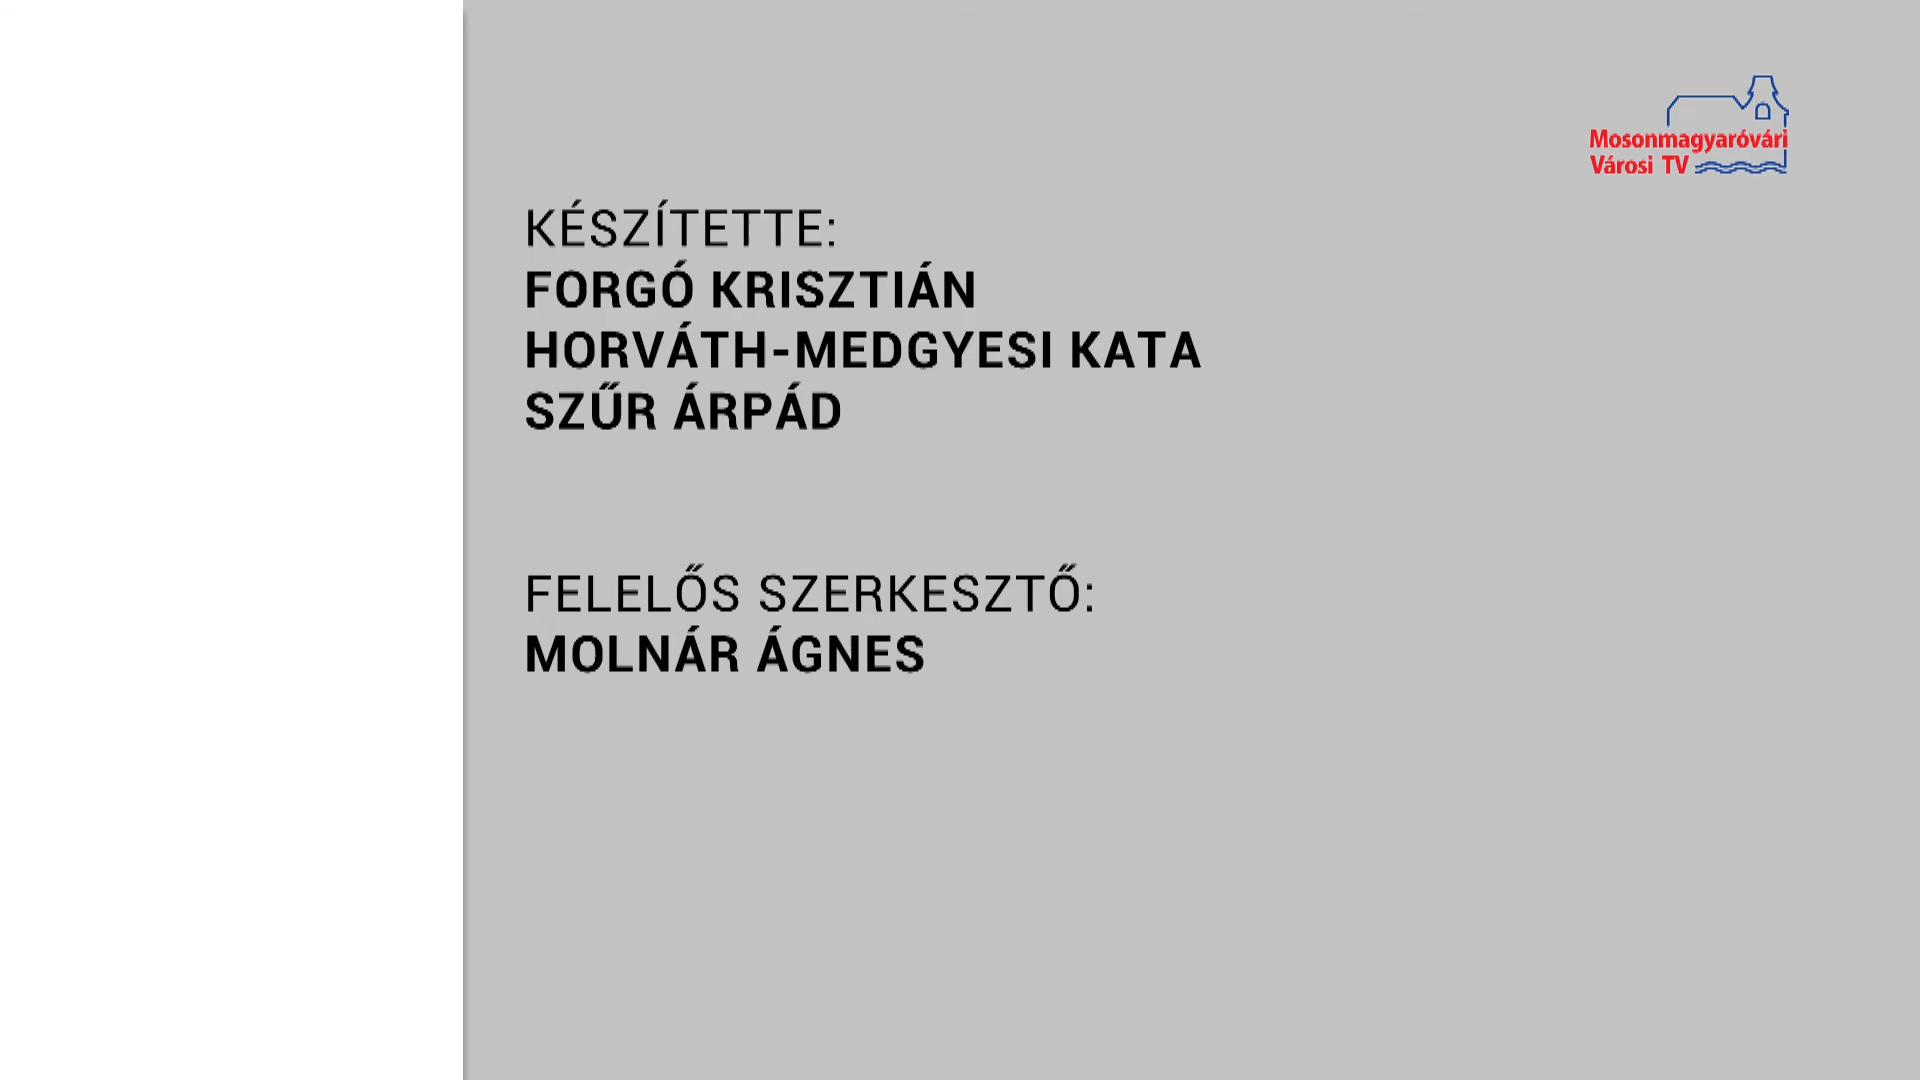 Mosonmagyaróvári
Városi TV
KÉSZÍTETTE:
FORGÓ KRISZTIÁN
HORVÁTH-MEDGYESI KATA
SZŰR ÁRPÁD
FELELŐS SZERKESZTŐ:
MOLNÁR ÁGNES